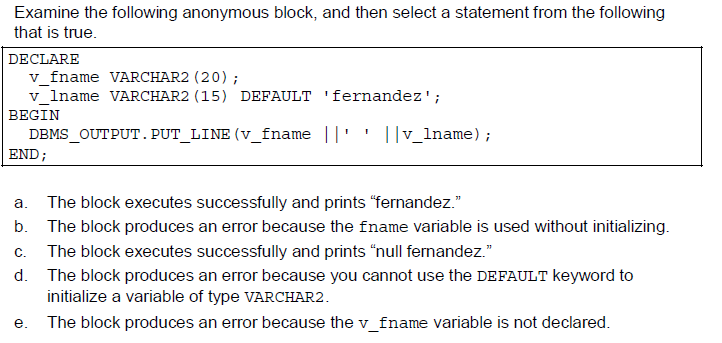 Examine the following anonymous block, and then select a statement from the following
that is true.
DECLARE
v_fname VARCHAR2(20);
v_lname VARCHAR2(15) DEFAULT 'fernandez';
BEGIN
DBMS_OUTPUT.PUT_LINE(v_fname ||' ' ||v_lname);
END;
a. The block executes successfully and prints “fernandez.”
b. The block produces an error because the fname variable is used without initializing.
c. The block executes successfully and prints “null fernandez.”
d. The block produces an error because you cannot use the DEFAULT keyword to
initialize a variable of type VARCHAR2.
e. The block produces an error because the v_fname variable is not declared.